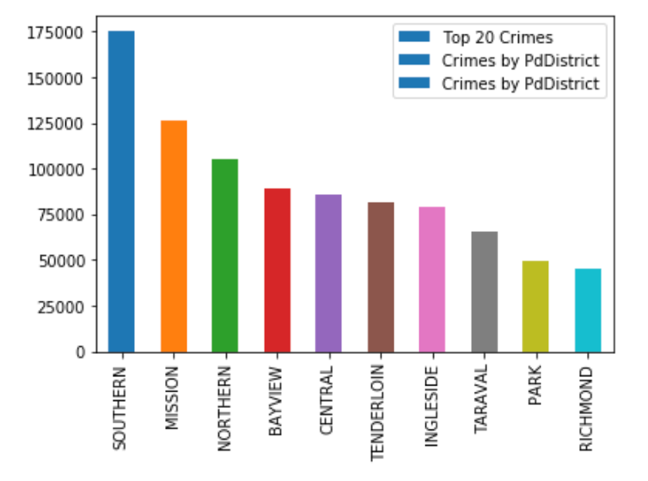 Top 20 Crimes
Crimes by PdDistrict
Crimes by PdDistrict
175000
150000
125000
100000
75000
50000
25000
0
SOUTHERN
MISSION
NORTHERN
BAYVIEW
CENTRAL
TENDERLOIN
INGLESIDE
TARAVAL
PARK
RICHMOND